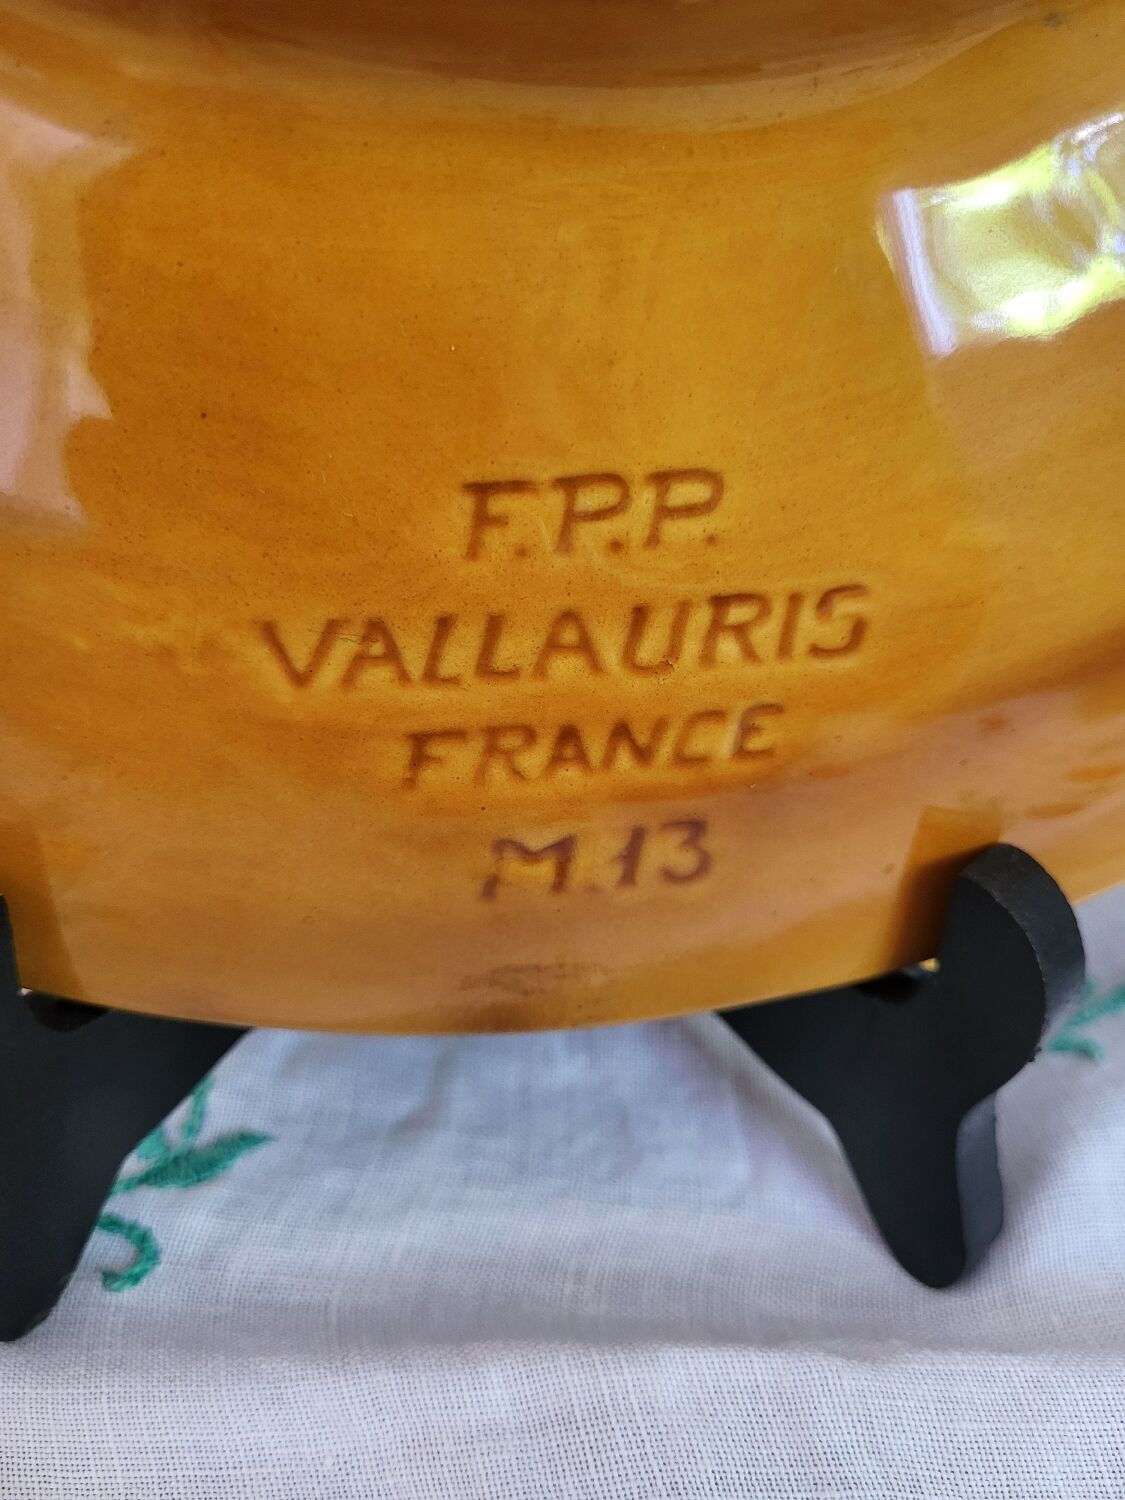 F.P.P.
VALLAURIS
FRANCE
M.13